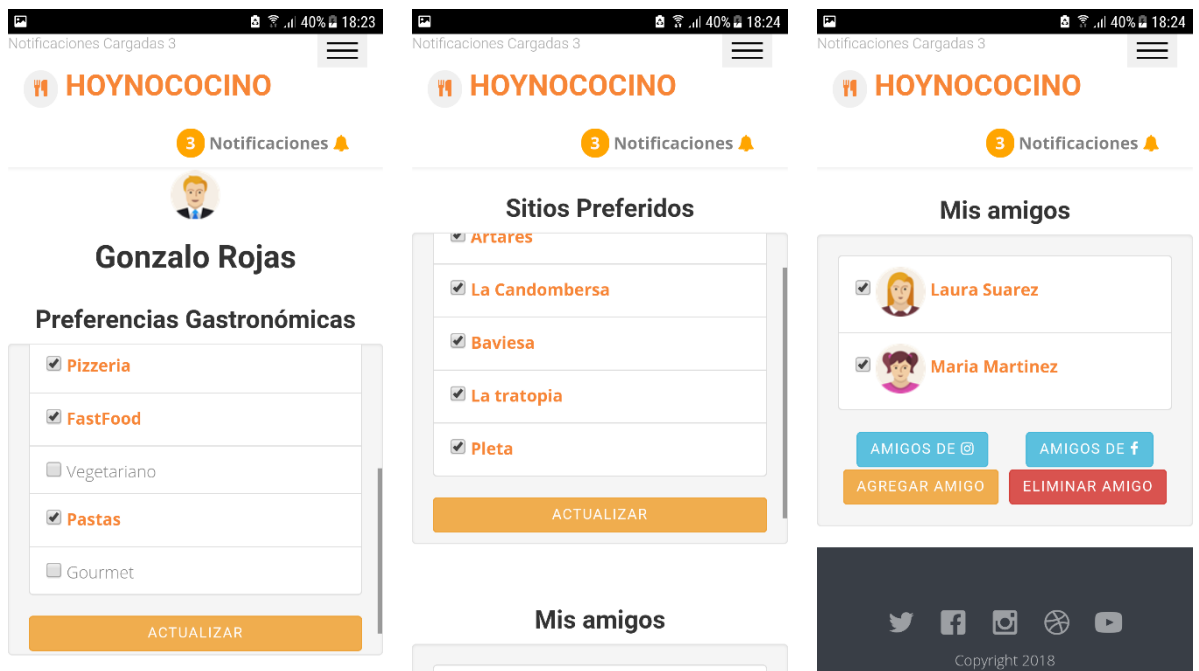 40% 18:23
Notificaciones Cargadas 3
HOYNOCOCINO
3 Notificaciones
Gonzalo Rojas
Preferencias Gastronómicas
Pizzeria
FastFood
Vegetariano
Pastas
Gourmet
ACTUALIZAR
40% 18:24
Notificaciones Cargadas 3
HOYNOCOCINO
3 Notificaciones
Sitios Preferidos
Artares
La Candombersa
Baviesa
La tratopia
Pleta
ACTUALIZAR
Mis amigos
40% 18:24
Notificaciones Cargadas 3
HOYNOCOCINO
3 Notificaciones
Mis amigos
Laura Suarez
Maria Martinez
AMIGOS DE
AMIGOS DE f
AGREGAR AMIGO
ELIMINAR AMIGO
Copyright 2018